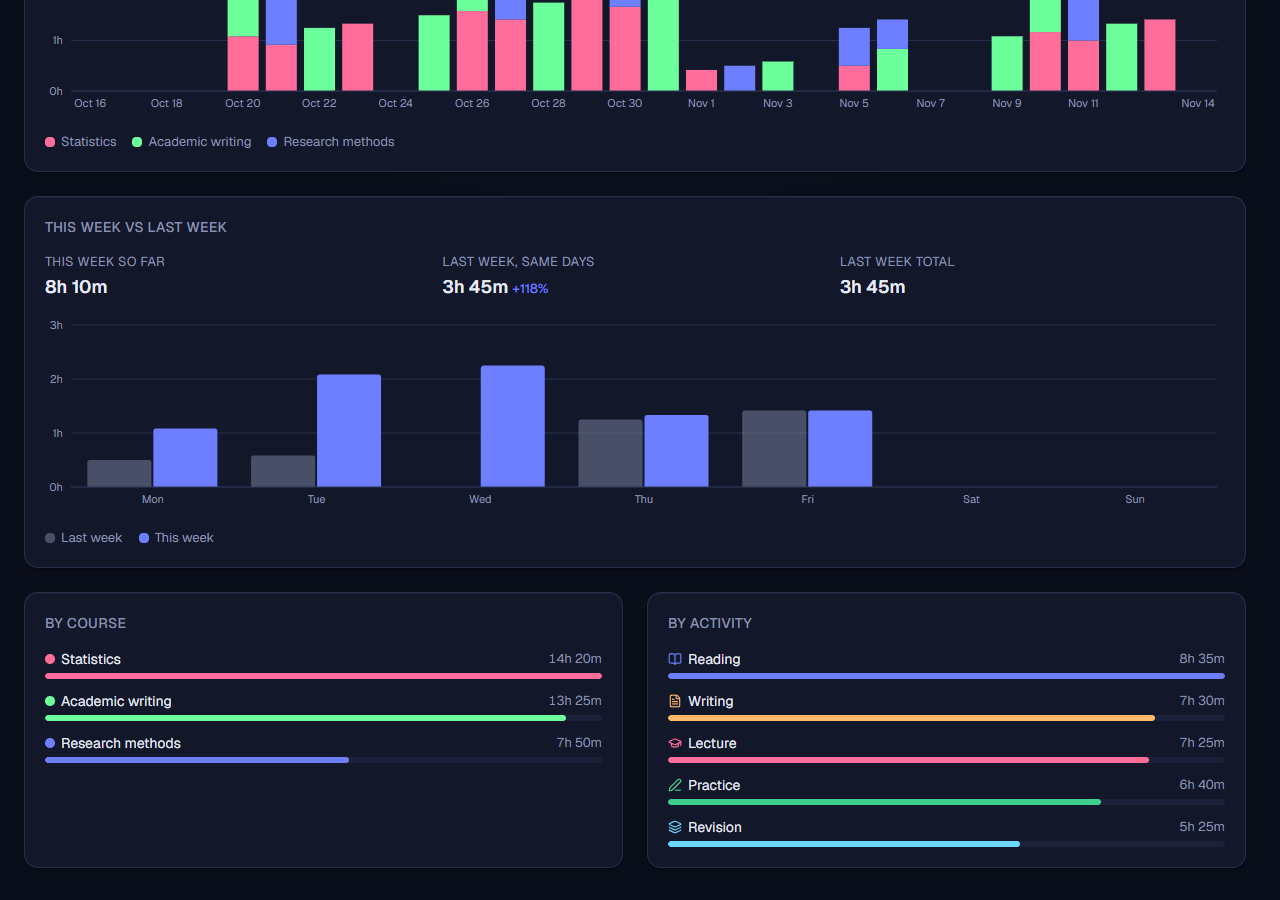 1h
0h
Oct 16 Oct 18 Oct 20 Oct 22 Oct 24 Oct 26 Oct 28 Oct 30 Nov 1 Nov 3 Nov 5 Nov 7 Nov 9 Nov 11 Nov 14
Statistics Academic writing Research methods
THIS WEEK VS LAST WEEK
THIS WEEK SO FAR LAST WEEK, SAME DAYS LAST WEEK TOTAL
8h 10m 3h 45m +118% 3h 45m
3h
2h
1h
0h
Mon Tue Wed Thu Fri Sat Sun
Last week This week
BY COURSE
Statistics 14h 20m
Academic writing 13h 25m
Research methods 7h 50m
BY ACTIVITY
Reading 8h 35m
Writing 7h 30m
Lecture 7h 25m
Practice 6h 40m
Revision 5h 25m